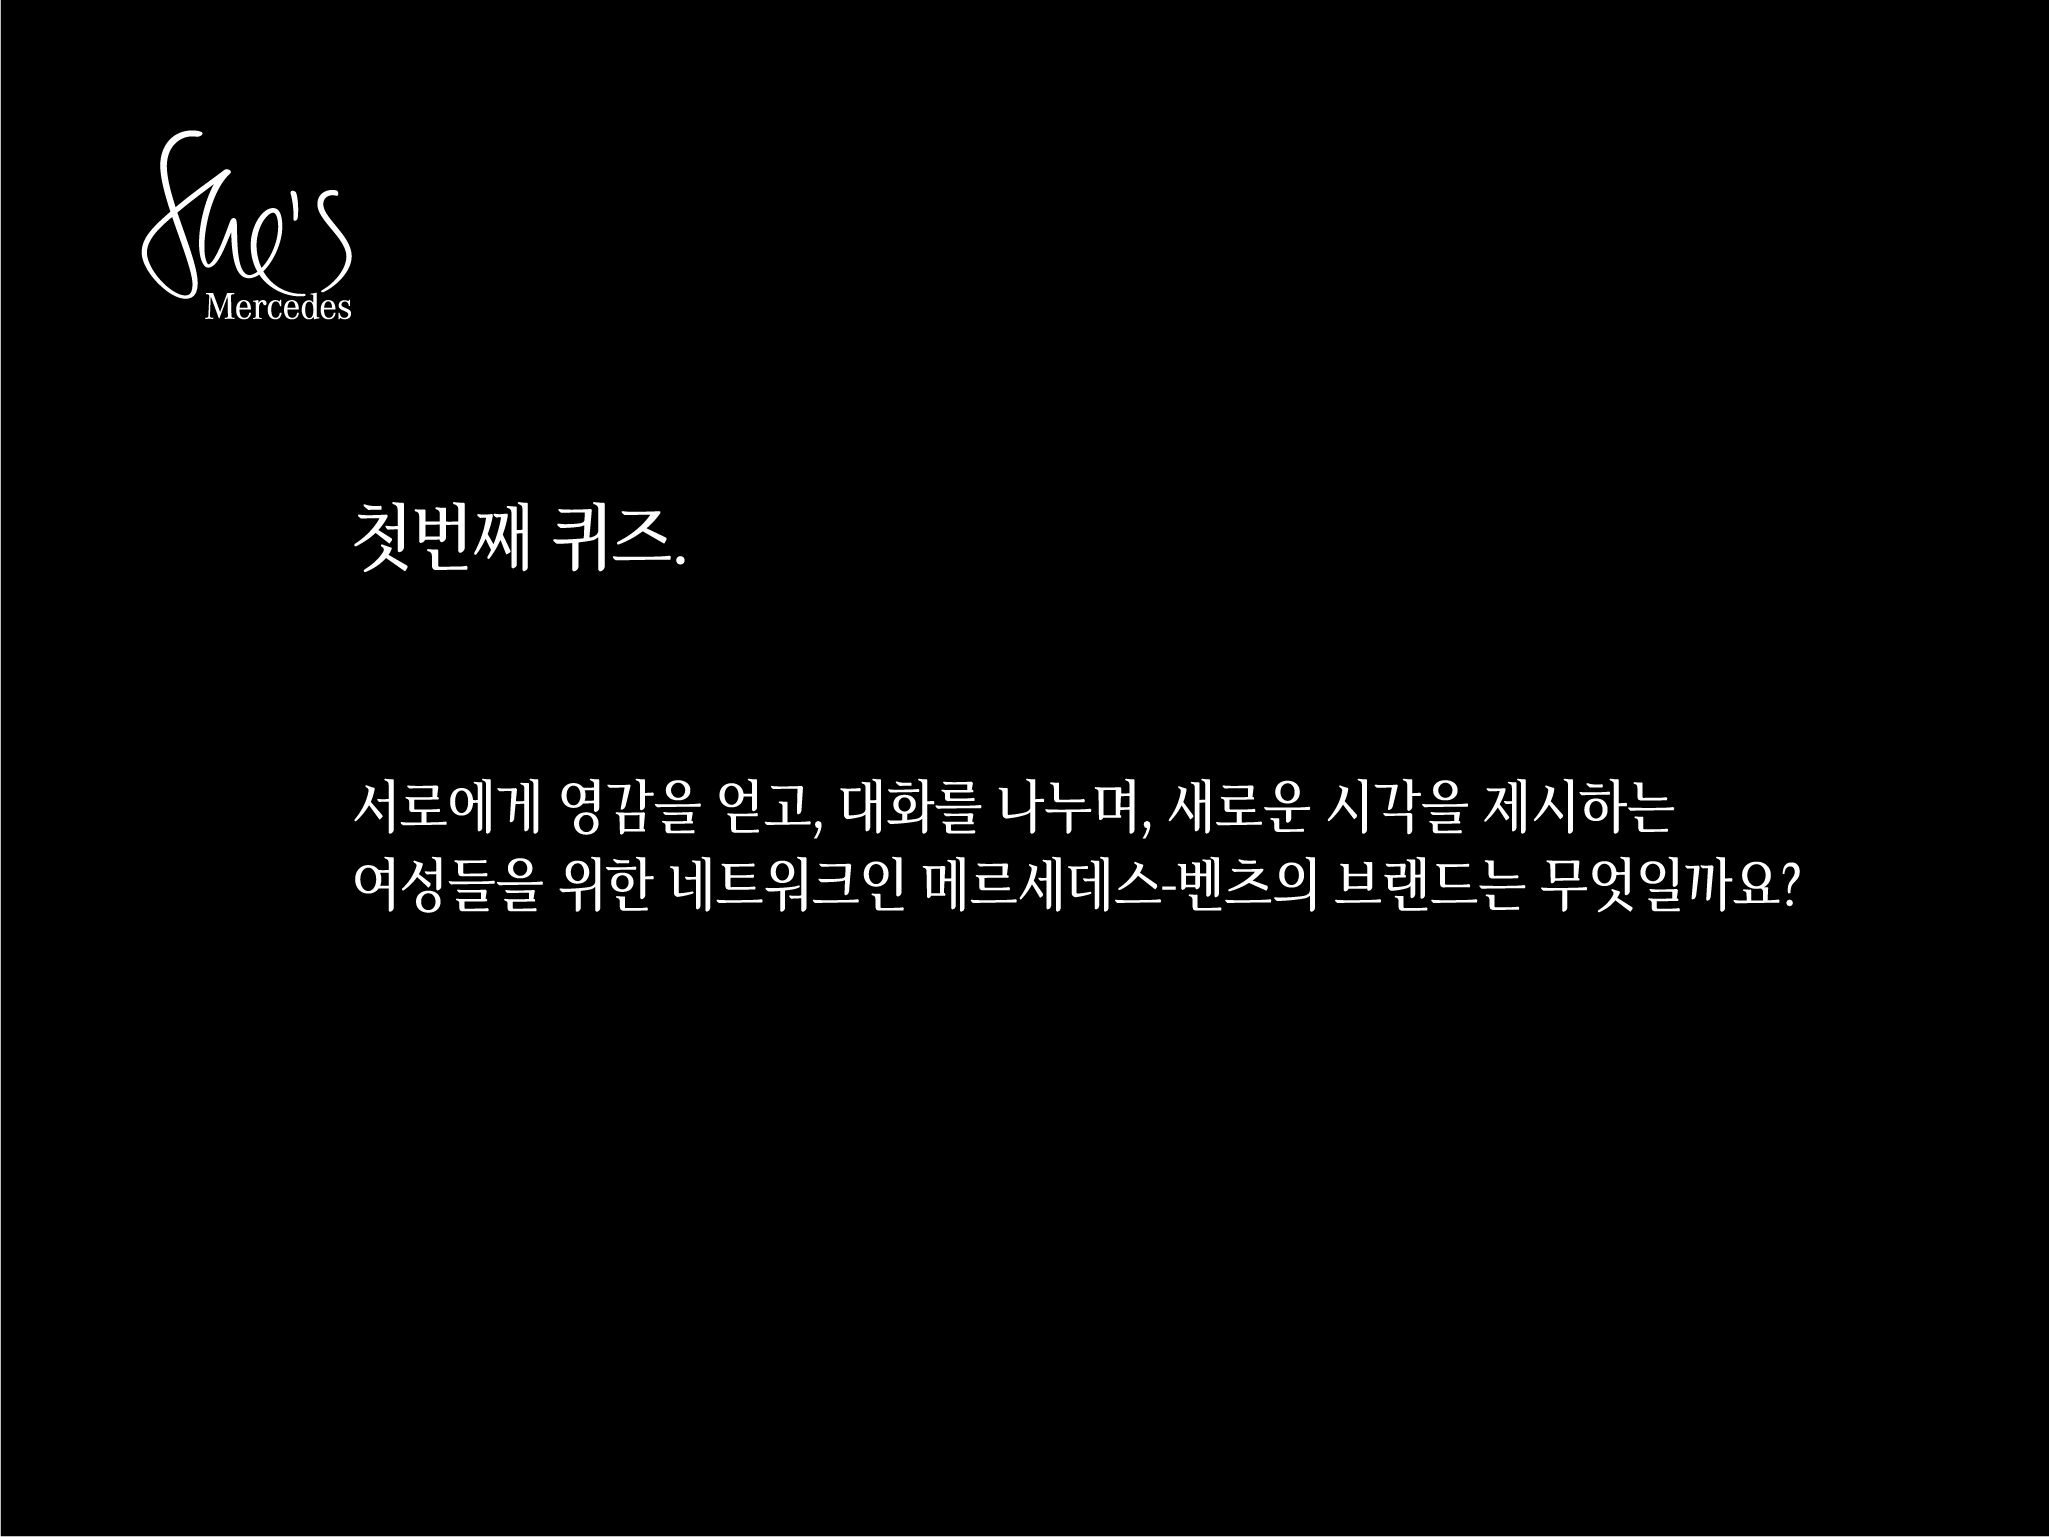 She's
Mercedes
첫번째 퀴즈.
서로에게 영감을 얻고, 대화를 나누며, 새로운 시각을 제시하는
여성들을 위한 네트워크인 메르세데스-벤츠의 브랜드는 무엇일까요?